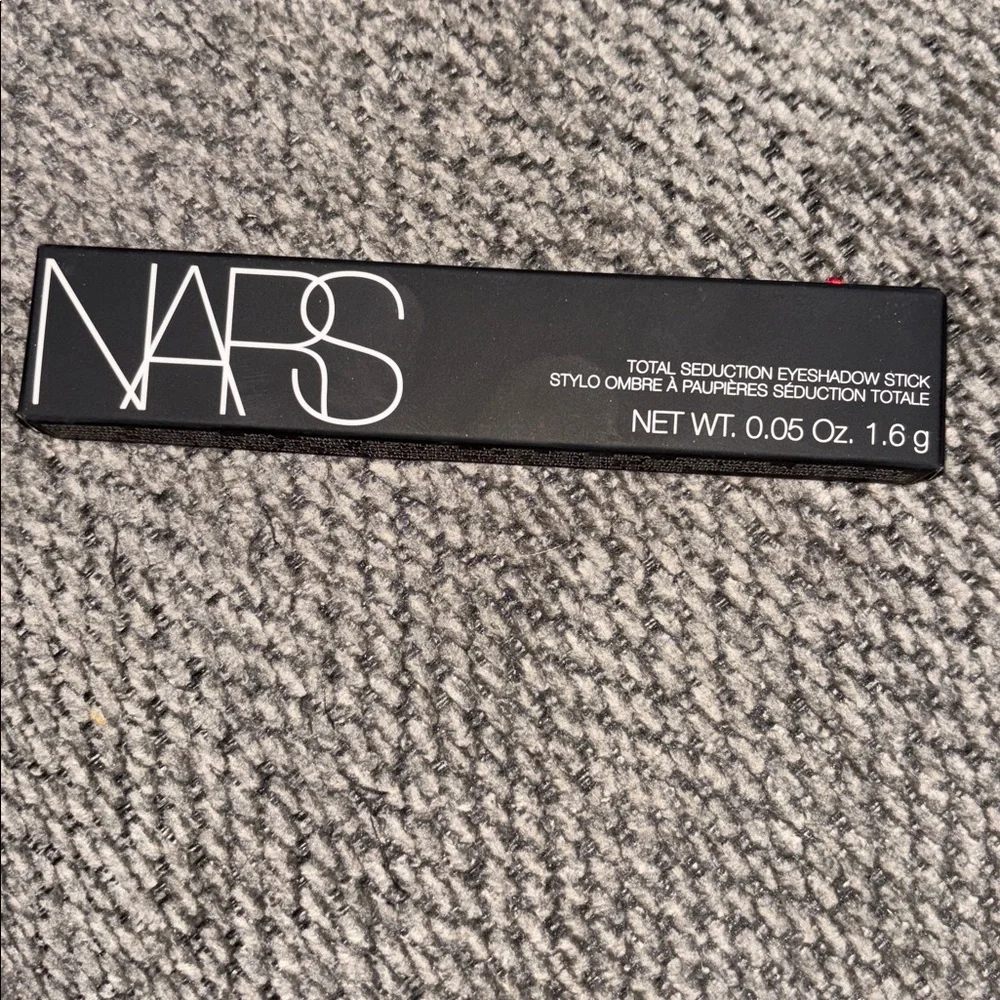 NARS
TOTAL SEDUCTION EYESHADOW STICK
STYLO OMBRE À PAUPIÈRES SÉDUCTION TOTALE
NET WT. 0.05 Oz. 1.6 g